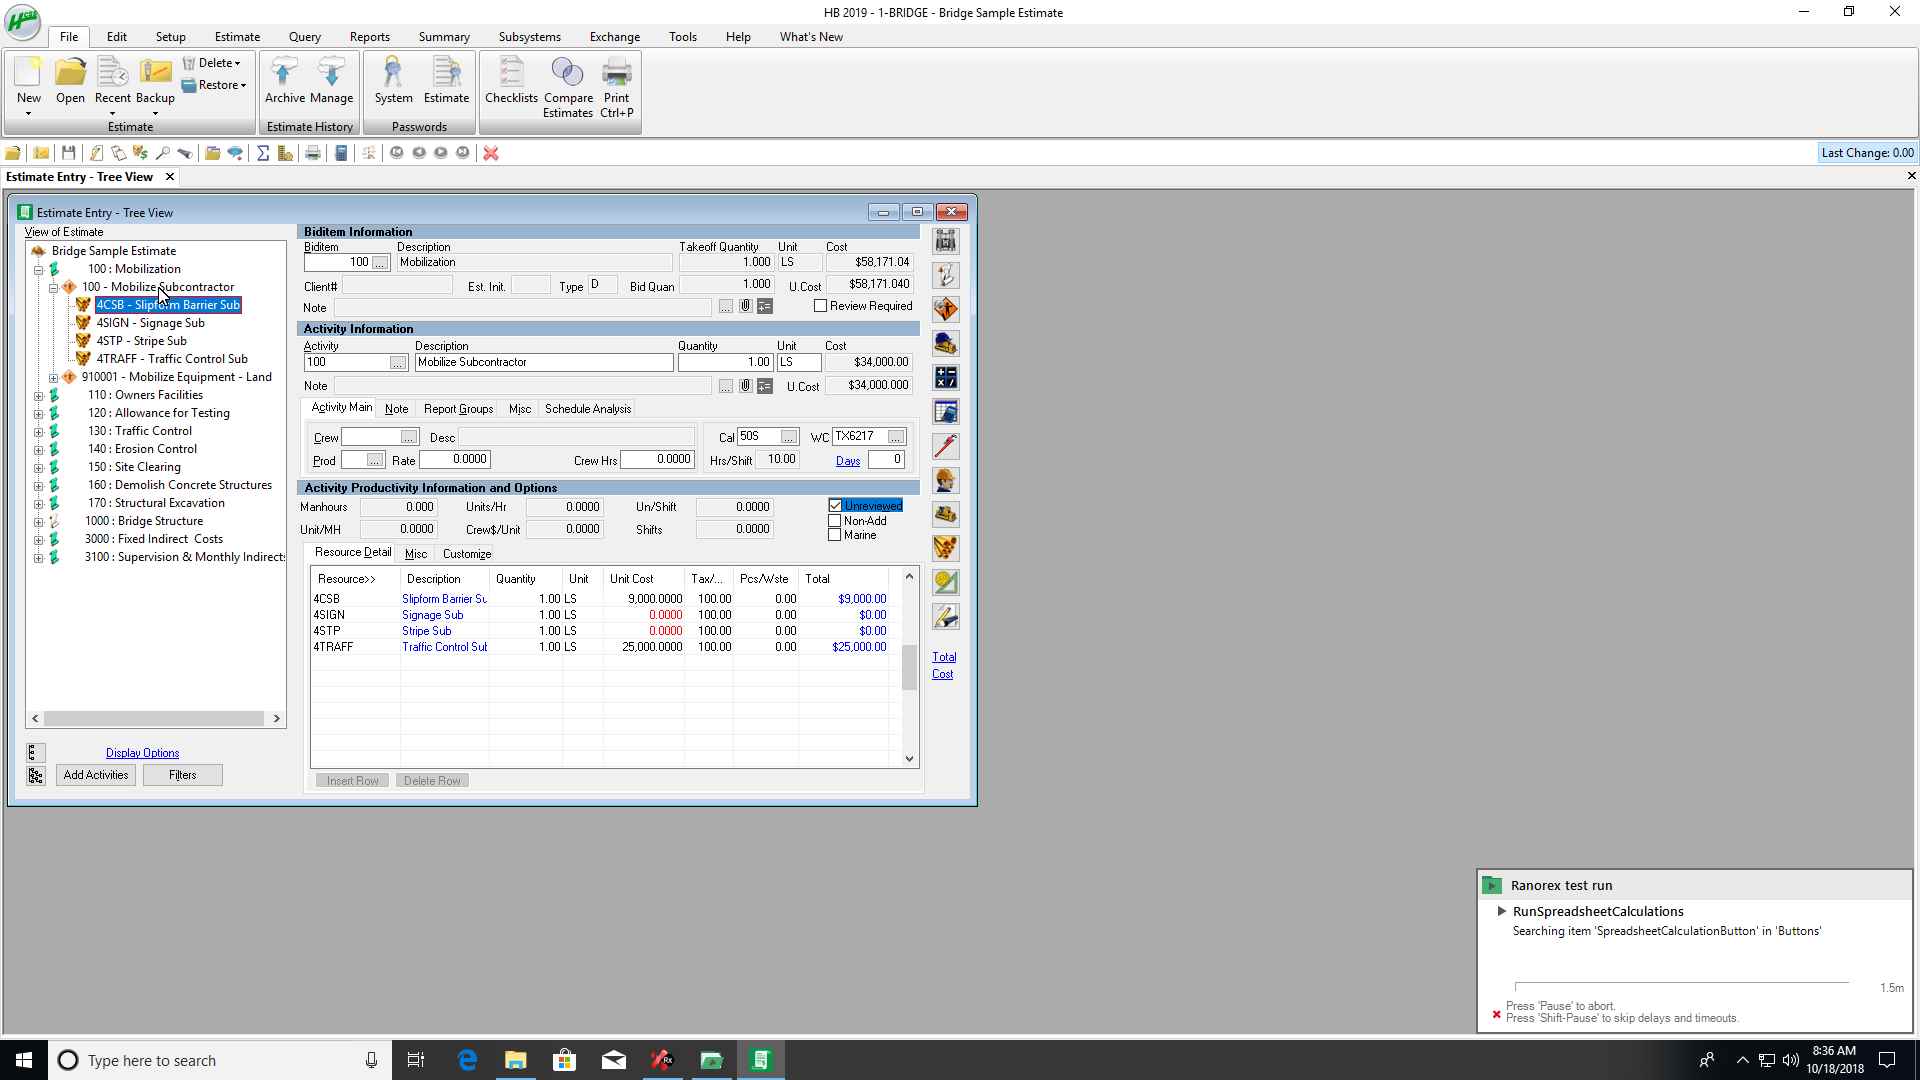 HB 2019 - 1-BRIDGE - Bridge Sample Estimate
File Edit Setup Estimate Query Reports Summary Subsystems Exchange Tools Help What's New
New Open Recent Backup Delete Restore
Archive Manage
System Estimate
Checklists Compare Estimates Print Ctrl+P
Estimate Estimate History Passwords
Last Change: 0.00
Estimate Entry - Tree View
Estimate Entry - Tree View
View of Estimate
Bridge Sample Estimate
100 : Mobilization
100 - Mobilize Subcontractor
4CSB - Slipform Barrier Sub
4SIGN - Signage Sub
4STP - Stripe Sub
4TRAFF - Traffic Control Sub
910001 - Mobilize Equipment - Land
110 : Owners Facilities
120 : Allowance for Testing
130 : Traffic Control
140 : Erosion Control
150 : Site Clearing
160 : Demolish Concrete Structures
170 : Structural Excavation
1000 : Bridge Structure
3000 : Fixed Indirect Costs
3100 : Supervision & Monthly Indirects
Display Options
Add Activities Filters
Biditem Information
Biditem Description Takeoff Quantity Unit Cost
100 ... Mobilization 1.000 LS $58,171.04
Client# Est. Init. Type D Bid Quan 1.000 U.Cost $58,171.040
Note ... Review Required
Activity Information
Activity Description Quantity Unit Cost
100 ... Mobilize Subcontractor 1.00 LS $34,000.00
Note ... U.Cost $34,000.000
Activity Main Note Report Groups Misc Schedule Analysis
Crew ... Desc Cal 50S ... WC TX6217 ...
Prod ... Rate 0.0000 Crew Hrs 0.0000 Hrs/Shift 10.00 Days 0
Activity Productivity Information and Options
Manhours 0.000 Units/Hr 0.0000 Un/Shift 0.0000 Unreviewed
Non-Add
Unit/MH 0.0000 Crew$/Unit 0.0000 Shifts 0.0000 Marine
Resource Detail Misc Customize
Resource>> Description Quantity Unit Unit Cost Tax/... Pcs/Wste Total
4CSB Slipform Barrier Su 1.00 LS 9,000.0000 100.00 0.00 $9,000.00
4SIGN Signage Sub 1.00 LS 0.0000 100.00 0.00 $0.00
4STP Stripe Sub 1.00 LS 0.0000 100.00 0.00 $0.00
4TRAFF Traffic Control Sub 1.00 LS 25,000.0000 100.00 0.00 $25,000.00
Insert Row Delete Row
Total
Cost
Ranorex test run
RunSpreadsheetCalculations
Searching item 'SpreadsheetCalculationButton' in 'Buttons'
1.5m
Press 'Pause' to abort.
Press 'Shift-Pause' to skip delays and timeouts.
Type here to search
8:36 AM
10/18/2018